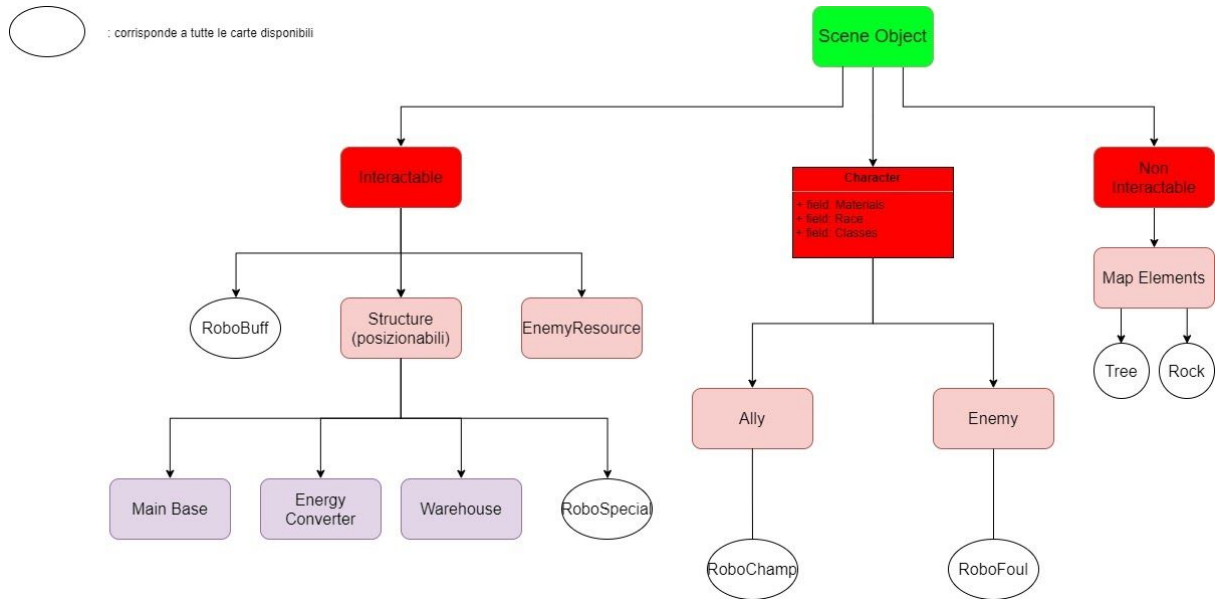 : corrisponde a tutte le carte disponibili
Scene Object
Interactable
Character
+ field: Materials
+ field: Race
+ field: Classes
Non
Interactable
RoboBuff
Structure
(posizionabili)
EnemyResource
Map Elements
Tree
Rock
Ally
Enemy
Main Base
Energy
Converter
Warehouse
RoboSpecial
RoboChamp
RoboFoul